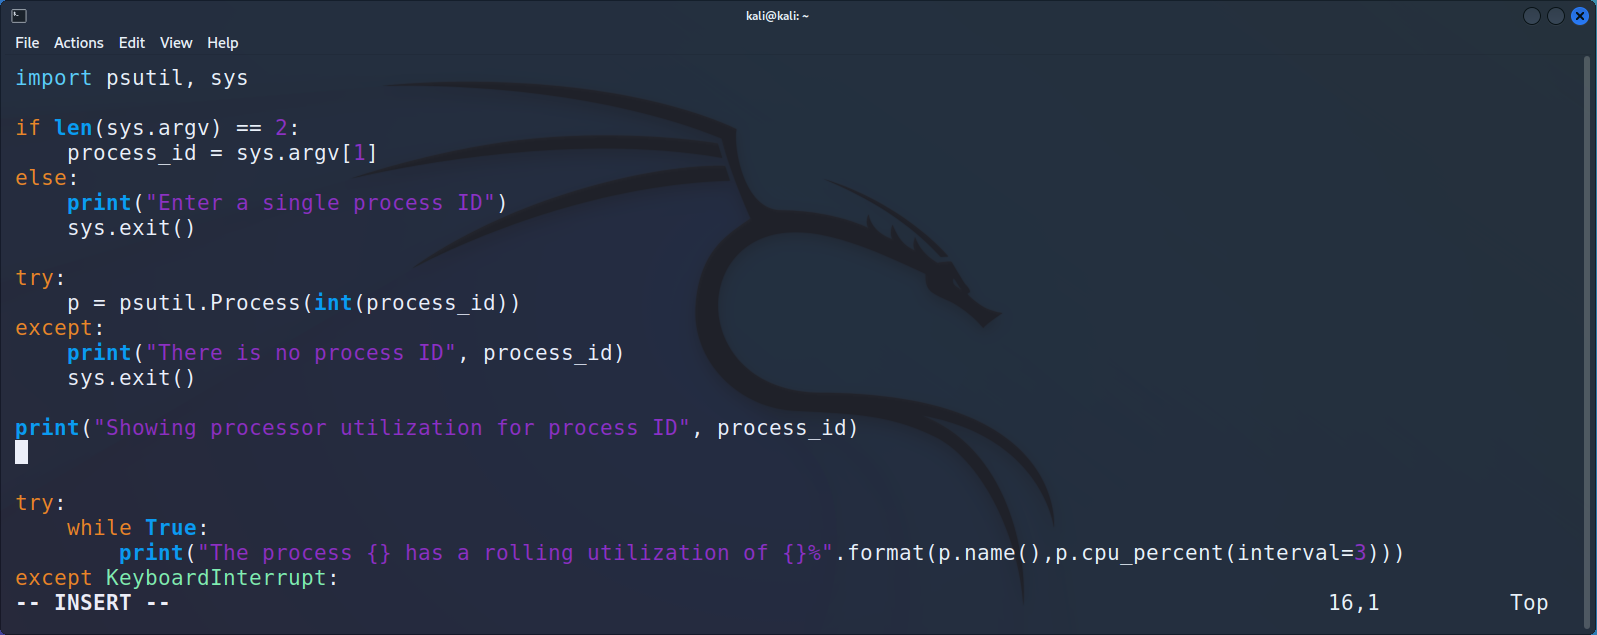 kali@kali: ~
File Actions Edit View Help
import psutil, sys
if len(sys.argv) == 2:
    process_id = sys.argv[1]
else:
    print("Enter a single process ID")
    sys.exit()
try:
    p = psutil.Process(int(process_id))
except:
    print("There is no process ID", process_id)
    sys.exit()
print("Showing processor utilization for process ID", process_id)
try:
    while True:
        print("The process {} has a rolling utilization of {}%".format(p.name(),p.cpu_percent(interval=3)))
except KeyboardInterrupt:
-- INSERT -- 16,1 Top